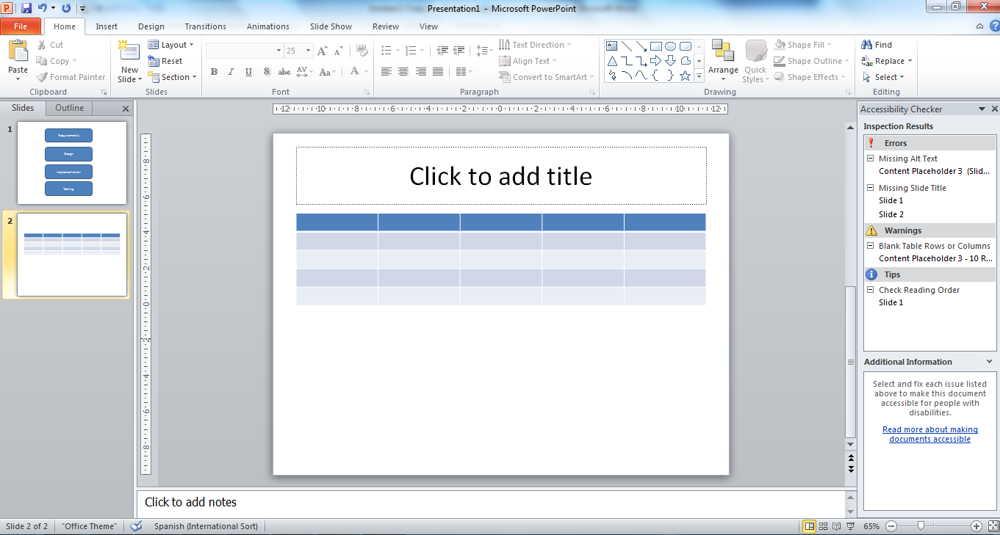 Presentation1 - Microsoft PowerPoint
File Home Insert Design Transitions Animations Slide Show Review View
Paste
Cut
Copy
Format Painter
Clipboard
New Slide
Layout
Reset
Section
Slides
25
B I U S abc AV Aa A
Font
Text Direction
Align Text
Convert to SmartArt
Paragraph
Arrange
Quick Styles
Shape Fill
Shape Outline
Shape Effects
Drawing
Find
Replace
Select
Editing
Slides Outline
1
Requirements
Design
Implementation
Testing
2
12 10 8 6 4 2 0 2 4 6 8 10 12
8
6
4
2
0
2
4
6
8
Click to add title
Click to add notes
Accessibility Checker
Inspection Results
Errors
Missing Alt Text
Content Placeholder 3 (Slid...
Missing Slide Title
Slide 1
Slide 2
Warnings
Blank Table Rows or Columns
Content Placeholder 3 - 10 R...
Tips
Check Reading Order
Slide 1
Additional Information
Select and fix each issue listed
above to make this document
accessible for people with
disabilities.
Read more about making
documents accessible
Slide 2 of 2 "Office Theme" Spanish (International Sort) 65%